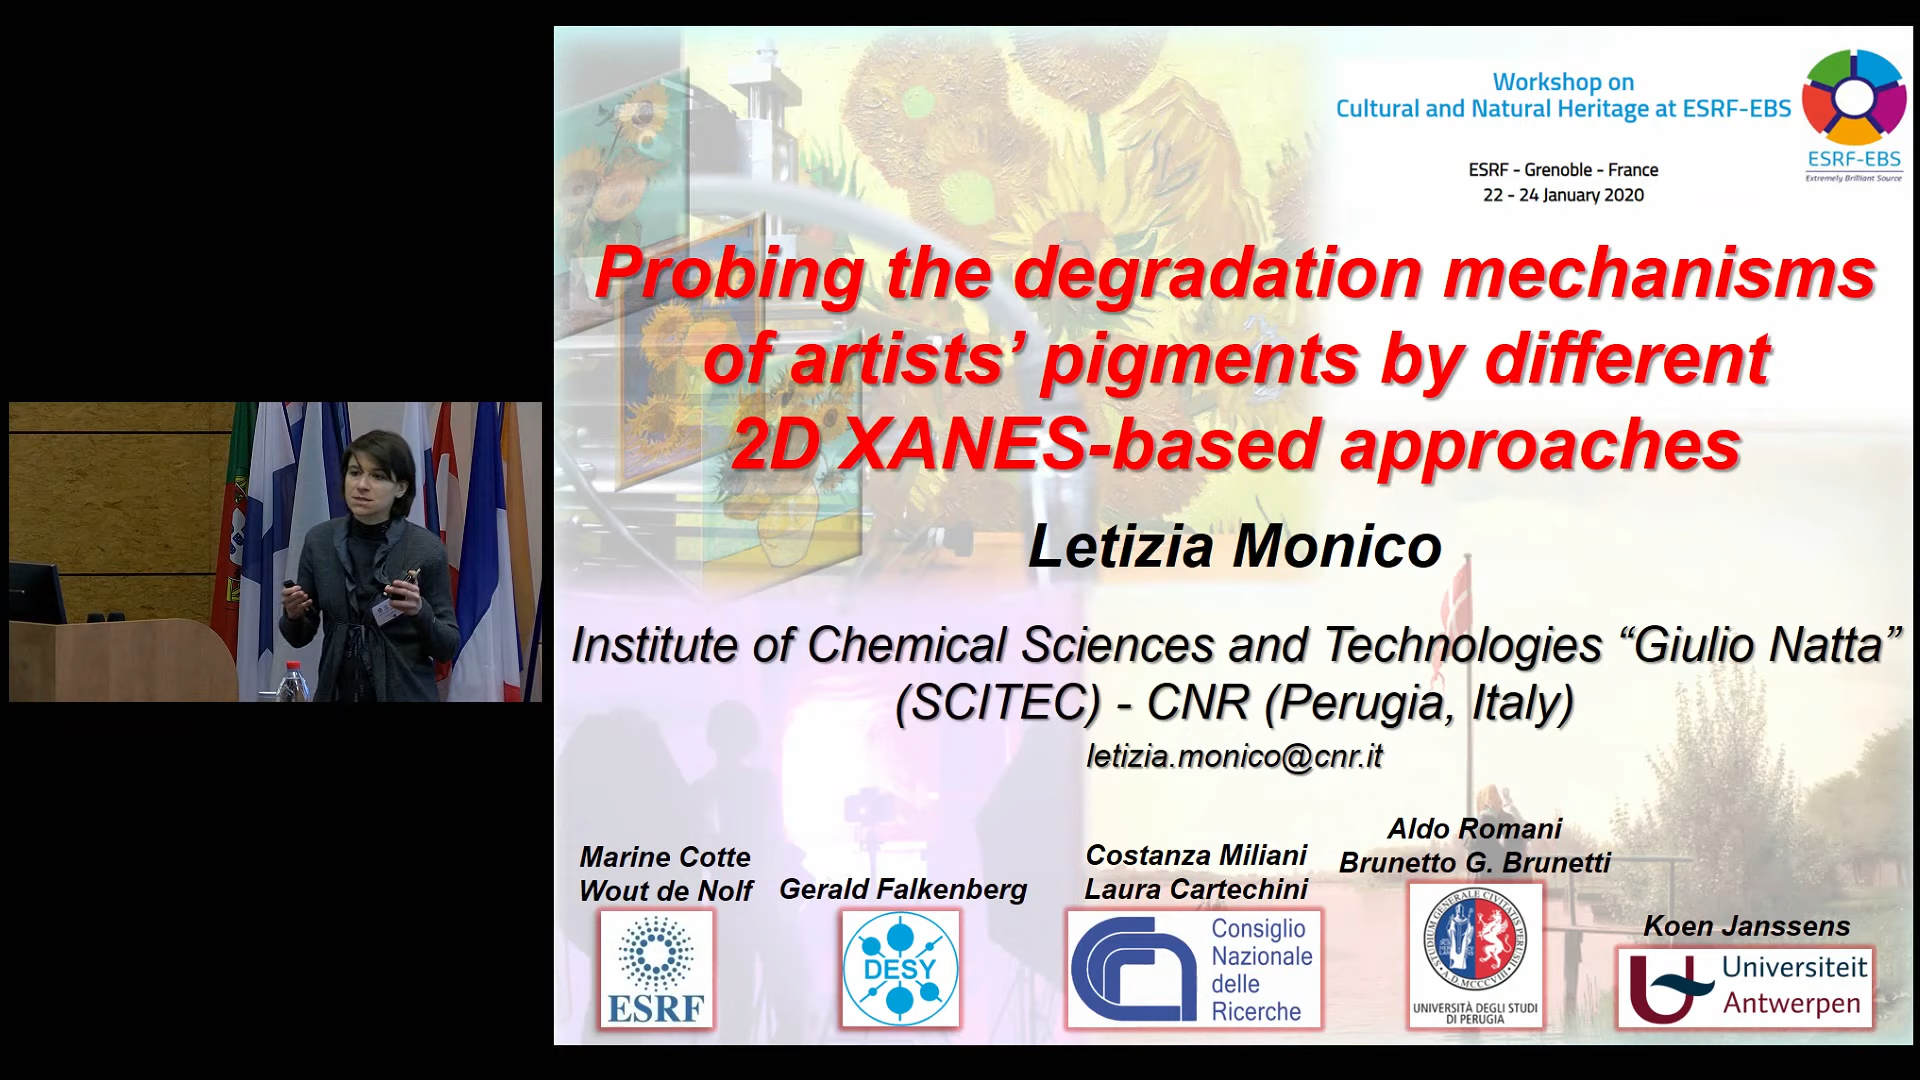 Workshop on
Cultural and Natural Heritage at ESRF-EBS
ESRF-EBS
Extremely Brilliant Source
ESRF - Grenoble - France
22 - 24 January 2020
Probing the degradation mechanisms
of artists’ pigments by different
2D XANES-based approaches
Letizia Monico
Institute of Chemical Sciences and Technologies “Giulio Natta”
(SCITEC) - CNR (Perugia, Italy)
letizia.monico@cnr.it
Marine Cotte
Wout de Nolf
ESRF
Gerald Falkenberg
DESY
Costanza Miliani
Laura Cartechini
Consiglio
Nazionale
delle
Ricerche
Aldo Romani
Brunetto G. Brunetti
UNIVERSITÀ DEGLI STUDI
DI PERUGIA
Koen Janssens
Universiteit
Antwerpen